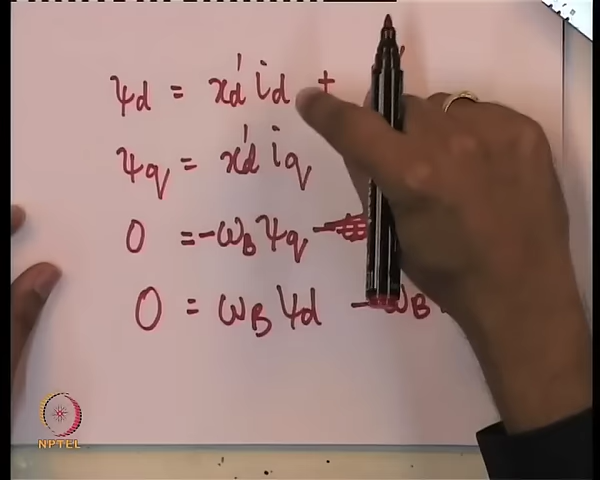 ψd = x'd id +
ψq = x'd iq
0 = -ωB ψq -
0 = ωB ψd - ωB
NPTEL